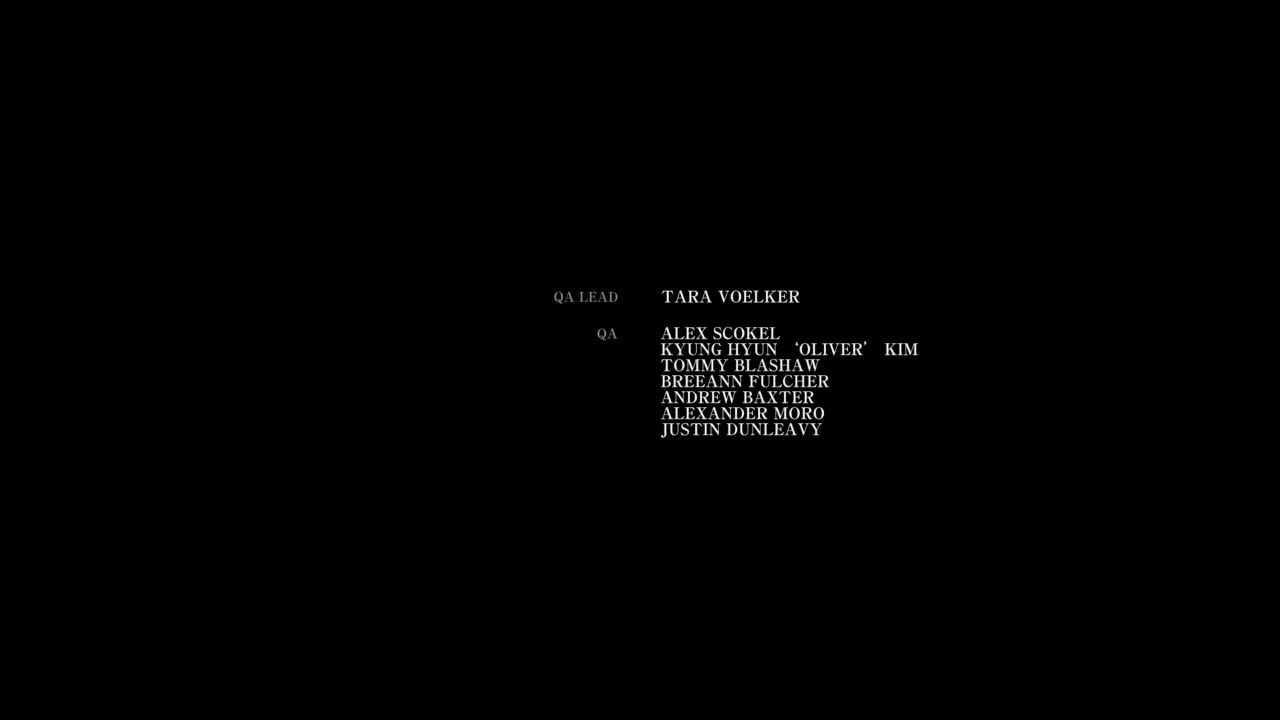 QA LEAD TARA VOELKER
QA ALEX SCOKEL
KYUNG HYUN ‘OLIVER’ KIM
TOMMY BLASHAW
BREEANN FULCHER
ANDREW BAXTER
ALEXANDER MORO
JUSTIN DUNLEAVY